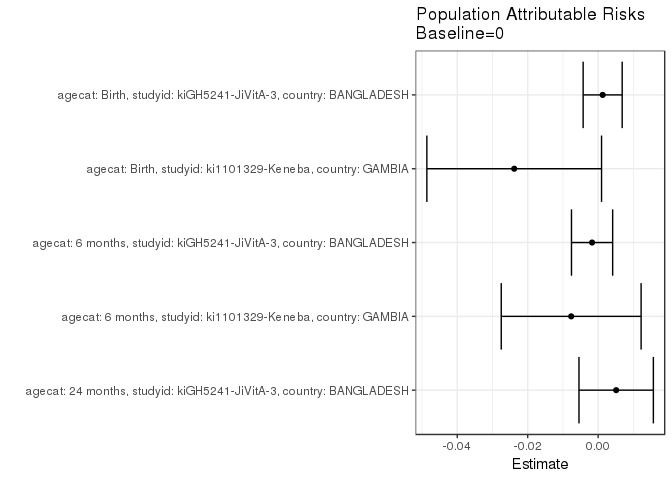 Population Attributable Risks
Baseline=0
agecat: Birth, studyid: kiGH5241-JiVitA-3, country: BANGLADESH
agecat: Birth, studyid: ki1101329-Keneba, country: GAMBIA
agecat: 6 months, studyid: kiGH5241-JiVitA-3, country: BANGLADESH
agecat: 6 months, studyid: ki1101329-Keneba, country: GAMBIA
agecat: 24 months, studyid: kiGH5241-JiVitA-3, country: BANGLADESH
-0.04 -0.02 0.00
Estimate